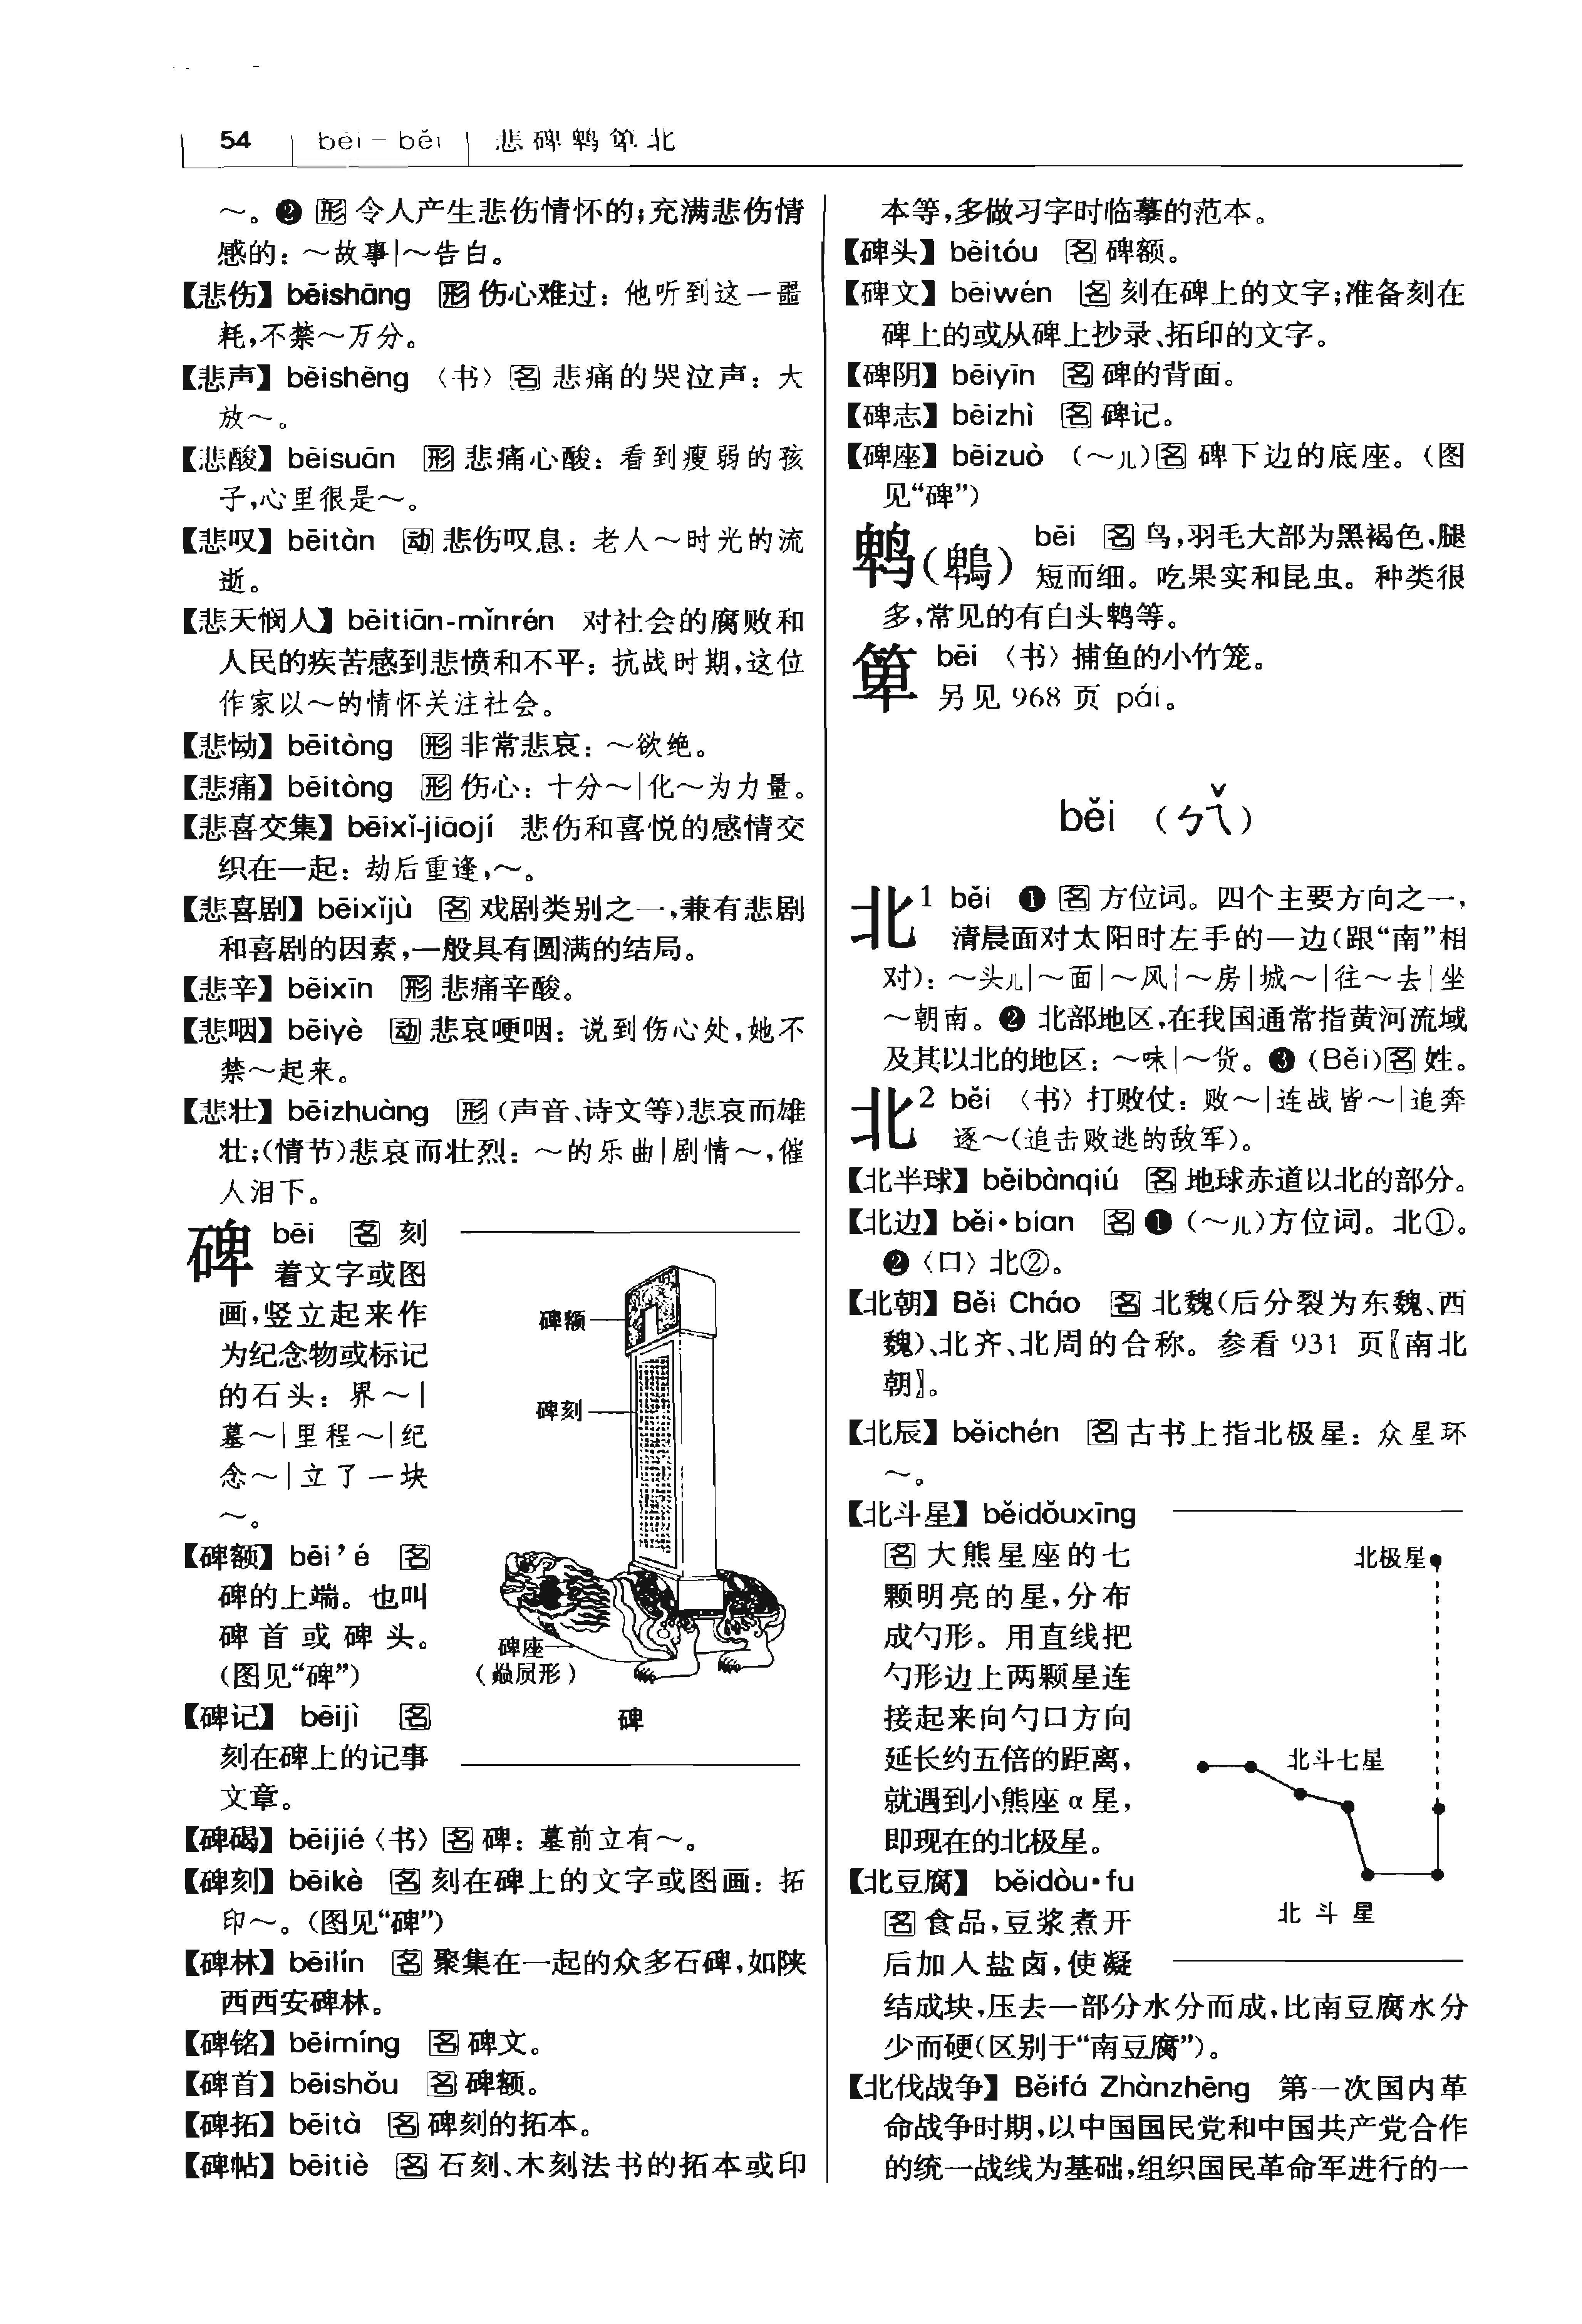 54 bēi－běi 悲碑鹎箄北
～。❷ 形 令人产生悲伤情怀的；充满悲伤情
感的：～故事|～告白。
【悲伤】bēishāng 形 伤心难过：他听到这一噩
耗，不禁～万分。
【悲声】bēishēng 〈书〉 名 悲痛的哭泣声：大
放～。
【悲酸】bēisuān 形 悲痛心酸：看到瘦弱的孩
子，心里很是～。
【悲叹】bēitàn 动 悲伤叹息：老人～时光的流
逝。
【悲天悯人】bēitiān-mǐnrén 对社会的腐败和
人民的疾苦感到悲愤和不平：抗战时期，这位
作家以～的情怀关注社会。
【悲恸】bēitòng 形 非常悲哀：～欲绝。
【悲痛】bēitòng 形 伤心：十分～|化～为力量。
【悲喜交集】bēixǐ-jiāojí 悲伤和喜悦的感情交
织在一起：劫后重逢，～。
【悲喜剧】bēixǐjù 名 戏剧类别之一，兼有悲剧
和喜剧的因素，一般具有圆满的结局。
【悲辛】bēixīn 形 悲痛辛酸。
【悲咽】bēiyè 动 悲哀哽咽：说到伤心处，她不
禁～起来。
【悲壮】bēizhuàng 形 (声音、诗文等)悲哀而雄
壮；(情节)悲哀而壮烈：～的乐曲|剧情～，催
人泪下。
碑 bēi 名 刻
着文字或图
画，竖立起来作
为纪念物或标记
的石头：界～|
墓～|里程～|纪
念～|立了一块
～。
【碑额】bēi'é 名
碑的上端。也叫
碑首或碑头。
(图见“碑”)
【碑记】bēijì 名
刻在碑上的记事
文章。
碑额
碑刻
碑座
(赑屃形)
碑
【碑碣】bēijié〈书〉名 碑：墓前立有～。
【碑刻】bēikè 名 刻在碑上的文字或图画：拓
印～。(图见“碑”)
【碑林】bēilín 名 聚集在一起的众多石碑，如陕
西西安碑林。
【碑铭】bēimíng 名 碑文。
【碑首】bēishǒu 名 碑额。
【碑拓】bēità 名 碑刻的拓本。
【碑帖】bēitiè 名 石刻、木刻法书的拓本或印
本等，多做习字时临摹的范本。
【碑头】bēitóu 名 碑额。
【碑文】bēiwén 名 刻在碑上的文字；准备刻在
碑上的或从碑上抄录、拓印的文字。
【碑阴】bēiyīn 名 碑的背面。
【碑志】bēizhì 名 碑记。
【碑座】bēizuò (～儿)名 碑下边的底座。(图
见“碑”)
鹎(鵯) bēi 名 鸟，羽毛大部为黑褐色，腿
短而细。吃果实和昆虫。种类很
多，常见的有白头鹎等。
箄 bēi 〈书〉捕鱼的小竹笼。
另见 968 页 pái。
běi (ㄅㄟˇ)
北1 běi ❶ 名 方位词。四个主要方向之一，
清晨面对太阳时左手的一边(跟“南”相
对)：～头儿|～面|～风|～房|城～|往～去|坐
～朝南。❷ 北部地区，在我国通常指黄河流域
及其以北的地区：～味|～货。❸ (Běi)名 姓。
北2 běi 〈书〉打败仗：败～|连战皆～|追奔
逐～(追击败逃的敌军)。
【北半球】běibànqiú 名 地球赤道以北的部分。
【北边】běi•bian 名 ❶ (～儿)方位词。北①。
❷〈口〉北②。
【北朝】Běi Cháo 名 北魏(后分裂为东魏、西
魏)、北齐、北周的合称。参看 931 页〖南北
朝〗。
【北辰】běichén 名 古书上指北极星：众星环
～。
【北斗星】běidǒuxīng
名 大熊星座的七
颗明亮的星，分布
成勺形。用直线把
勺形边上两颗星连
接起来向勺口方向
延长约五倍的距离，
就遇到小熊座 α 星，
即现在的北极星。
北极星
北斗七星
北斗星
【北豆腐】 běidòu•fu
名 食品，豆浆煮开
后加入盐卤，使凝
结成块，压去一部分水分而成，比南豆腐水分
少而硬(区别于“南豆腐”)。
【北伐战争】Běifá Zhànzhēng 第一次国内革
命战争时期，以中国国民党和中国共产党合作
的统一战线为基础，组织国民革命军进行的一